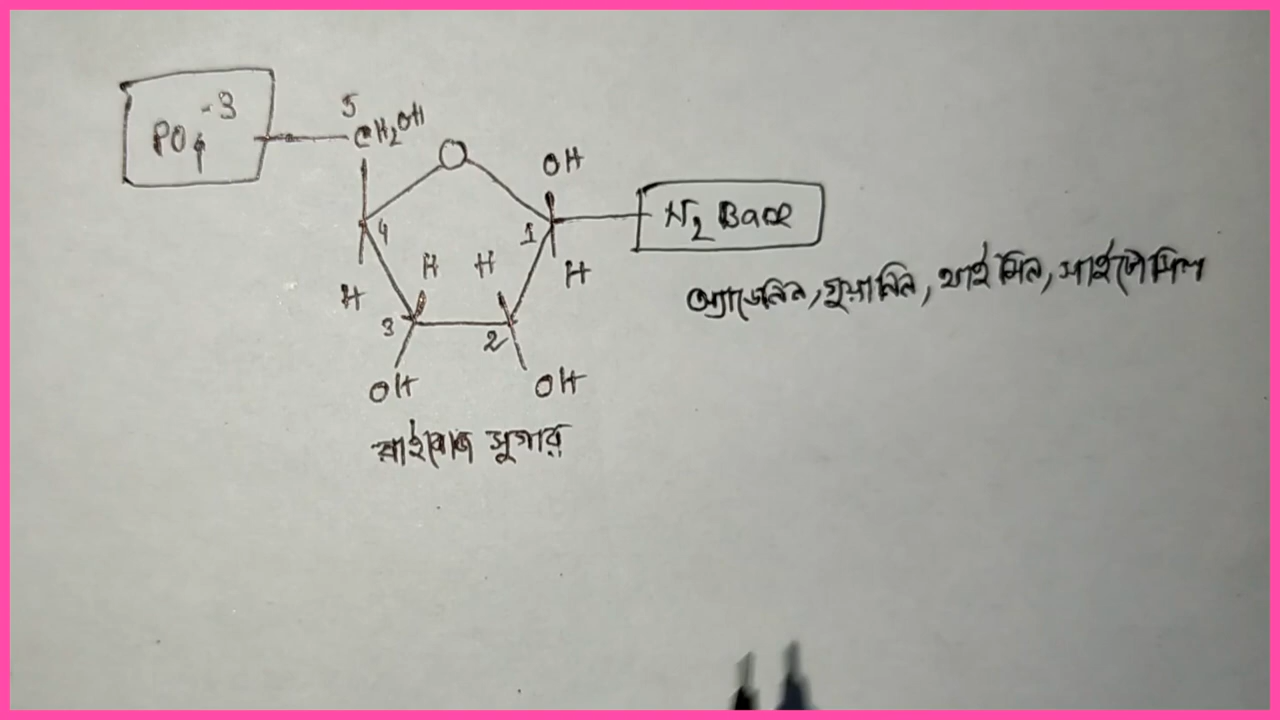 PO₄⁻³
5
CH₂OH
O
OH
4
1
N₂ Base
H
H
H
H
3
2
OH
OH
অ্যাডেনিন, গুয়ানিন, থাইমিন, সাইটোসিন
রাইবোজ সুগার